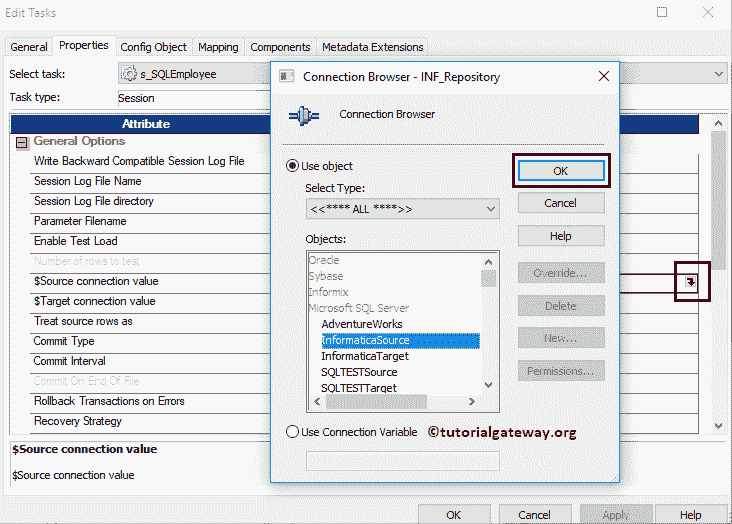 Edit Tasks
General Properties Config Object Mapping Components Metadata Extensions
Select task: s_SQLEmployee
Task type: Session
Attribute
General Options
Write Backward Compatible Session Log File
Session Log File Name
Session Log File directory
Parameter Filename
Enable Test Load
Number of rows to test
$Source connection value
$Target connection value
Treat source rows as
Commit Type
Commit Interval
Commit On End Of File
Rollback Transactions on Errors
Recovery Strategy
$Source connection value
$Source connection value
OK Cancel Apply Help
Connection Browser - INF_Repository
Connection Browser
Use object
Select Type:
<<**** ALL ****>>
Objects:
Oracle
Sybase
Informix
Microsoft SQL Server
AdventureWorks
InformaticaSource
InformaticaTarget
SQLTESTSource
SQLTESTTarget
Use Connection Variable
©tutorialgateway.org
OK
Cancel
Help
Override...
Delete
New...
Permissions...